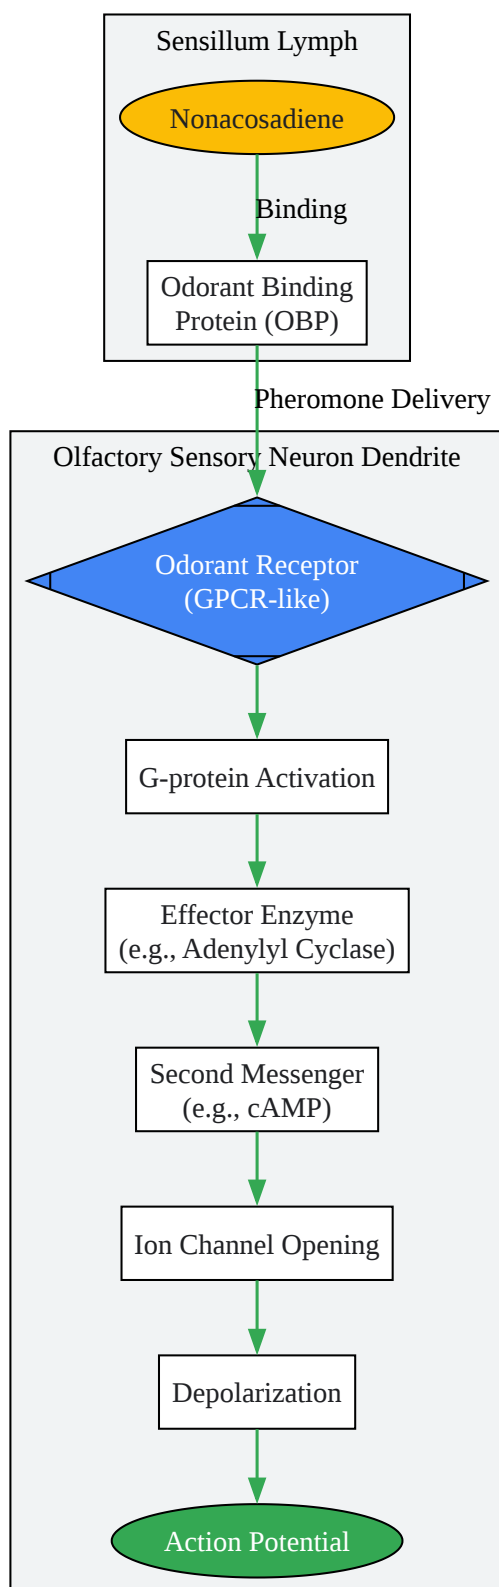 Sensillum Lymph
Nonacosadiene
Binding
Odorant Binding
Protein (OBP)
Pheromone Delivery
Olfactory Sensory Neuron Dendrite
Odorant Receptor
(GPCR-like)
G-protein Activation
Effector Enzyme
(e.g., Adenylyl Cyclase)
Second Messenger
(e.g., cAMP)
Ion Channel Opening
Depolarization
Action Potential